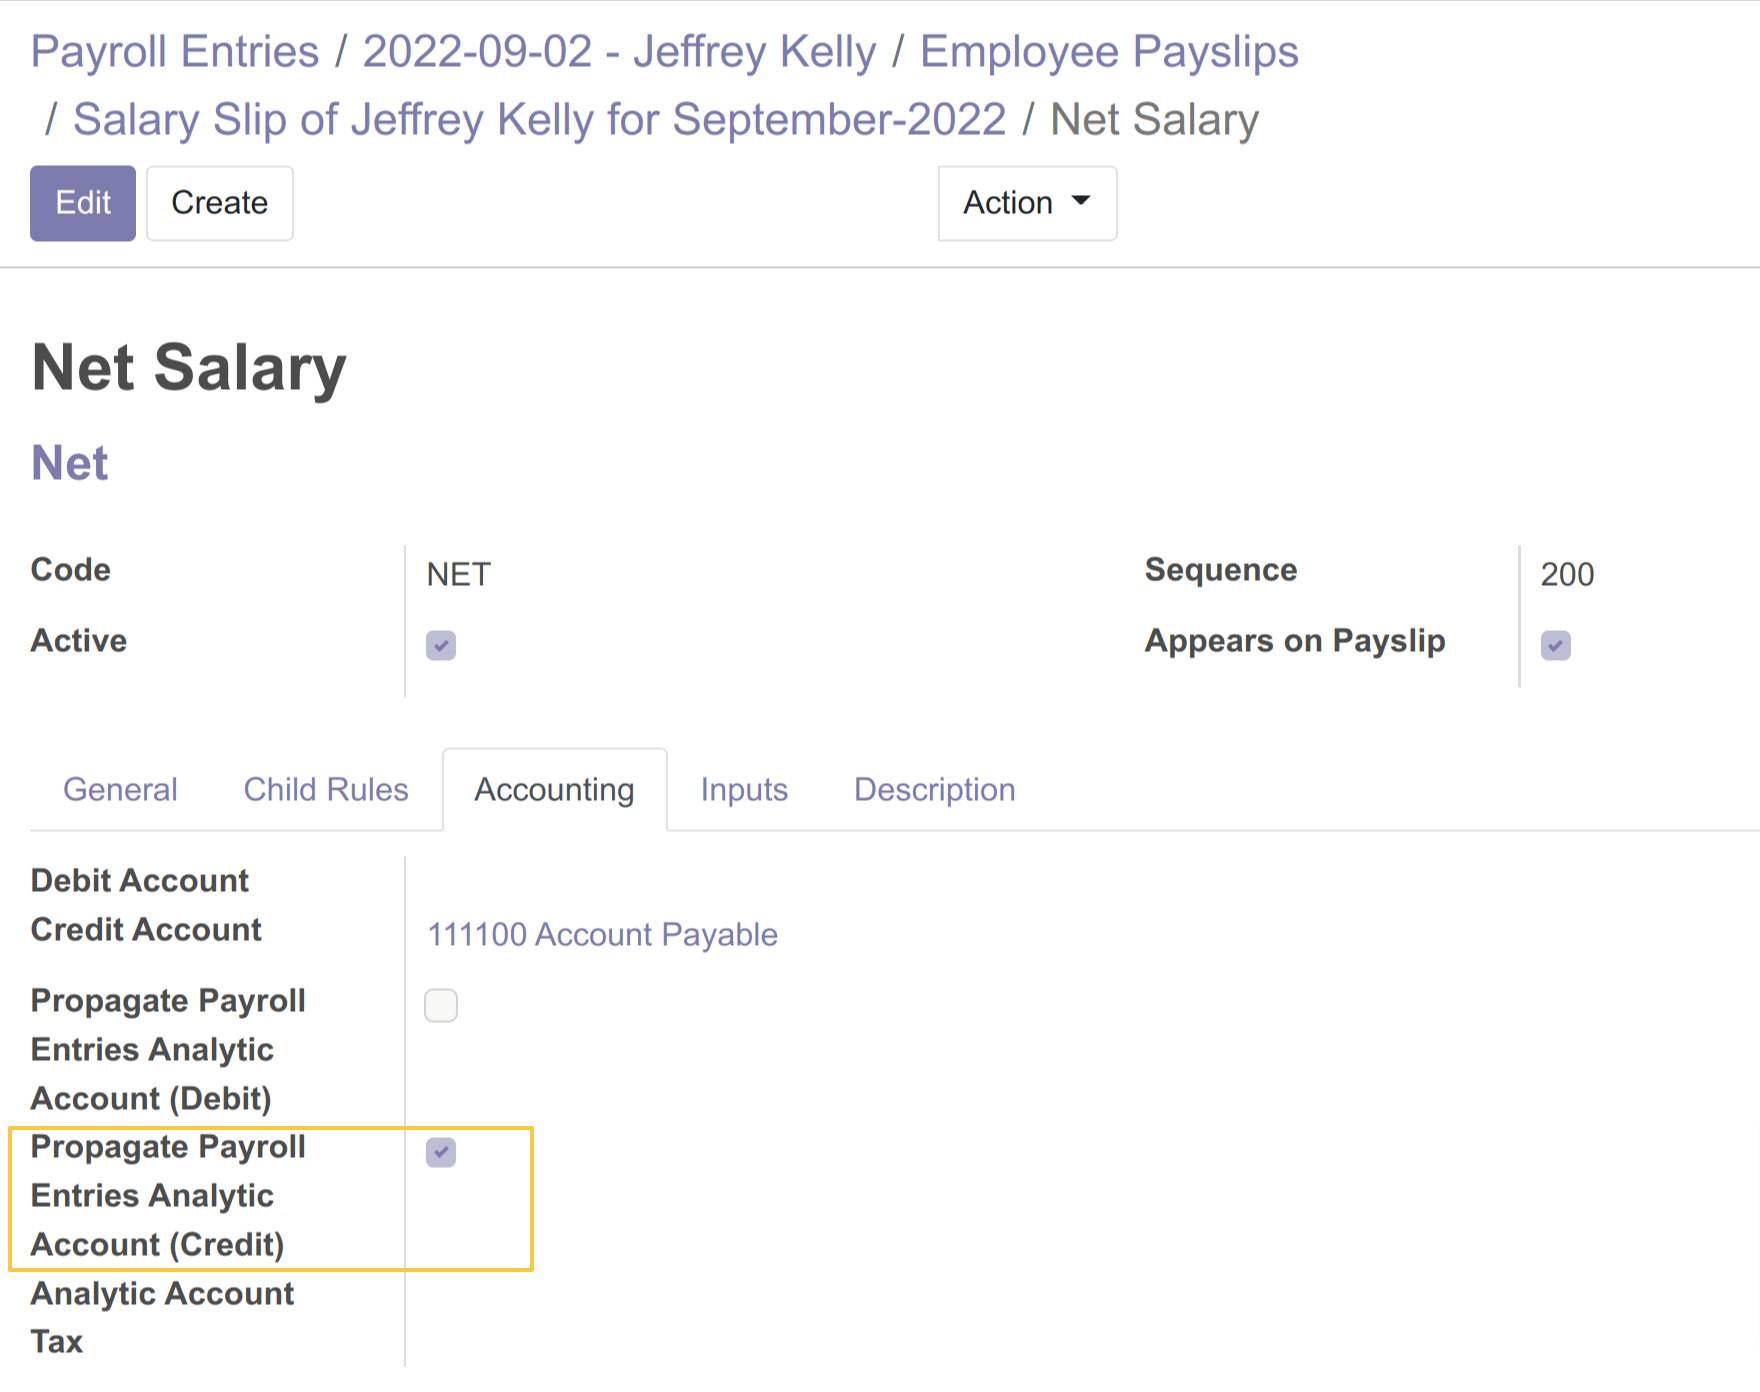 Payroll Entries / 2022-09-02 - Jeffrey Kelly / Employee Payslips
/ Salary Slip of Jeffrey Kelly for September-2022 / Net Salary
Edit Create Action
Net Salary
Net
Code NET Sequence 200
Active Appears on Payslip
General Child Rules Accounting Inputs Description
Debit Account
Credit Account 111100 Account Payable
Propagate Payroll
Entries Analytic
Account (Debit)
Propagate Payroll
Entries Analytic
Account (Credit)
Analytic Account
Tax